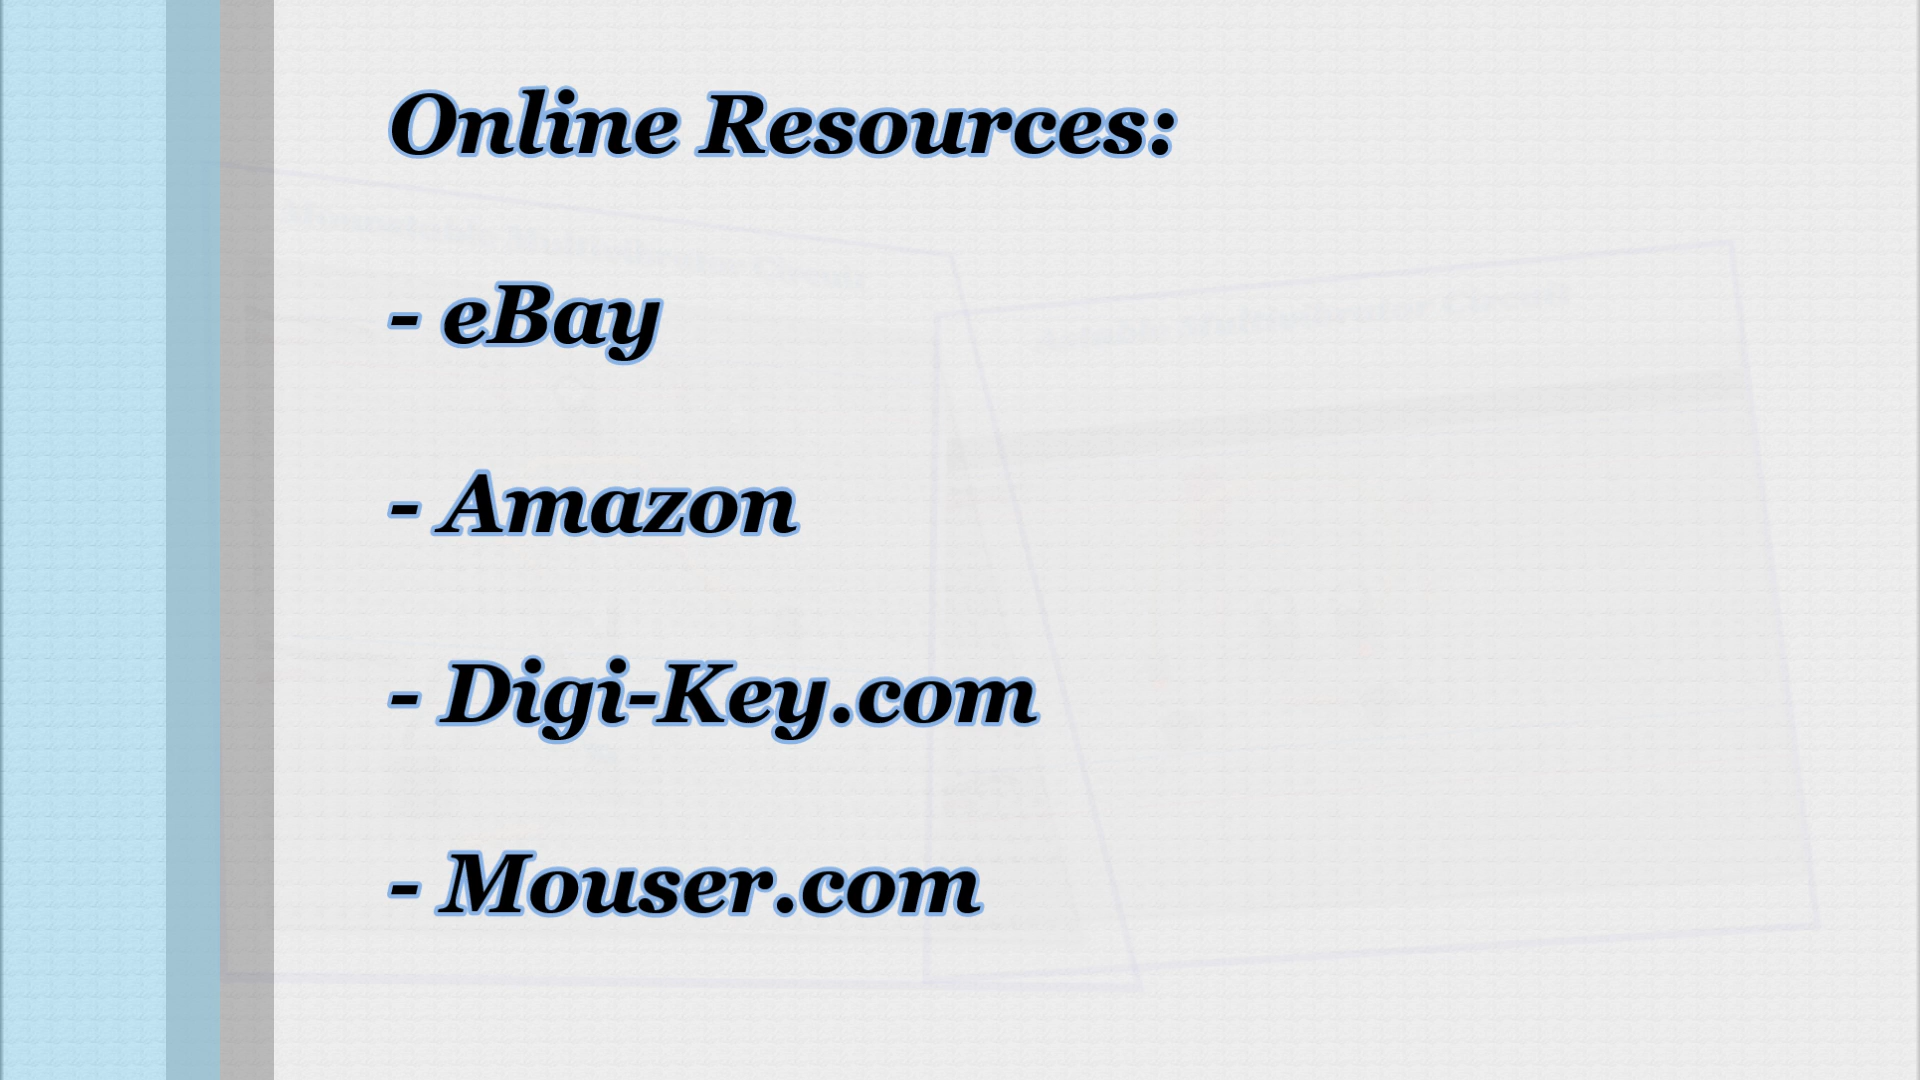 Online Resources:
- eBay
- Amazon
- Digi-Key.com
- Mouser.com